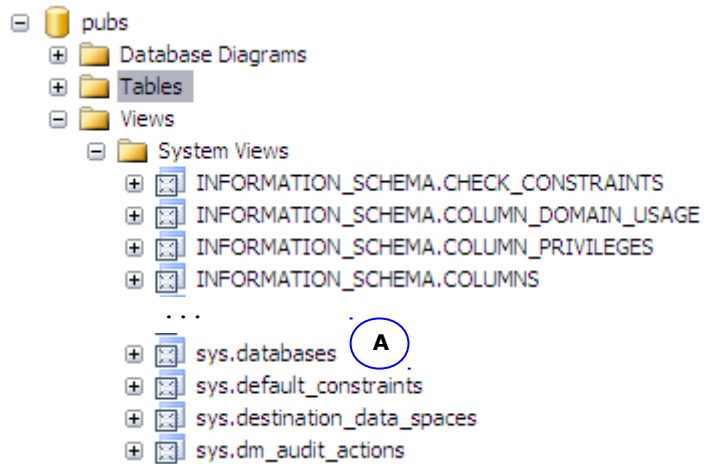 pubs
Database Diagrams
Tables
Views
System Views
INFORMATION_SCHEMA.CHECK_CONSTRAINTS
INFORMATION_SCHEMA.COLUMN_DOMAIN_USAGE
INFORMATION_SCHEMA.COLUMN_PRIVILEGES
INFORMATION_SCHEMA.COLUMNS
. . .
sys.databases A
sys.default_constraints
sys.destination_data_spaces
sys.dm_audit_actions